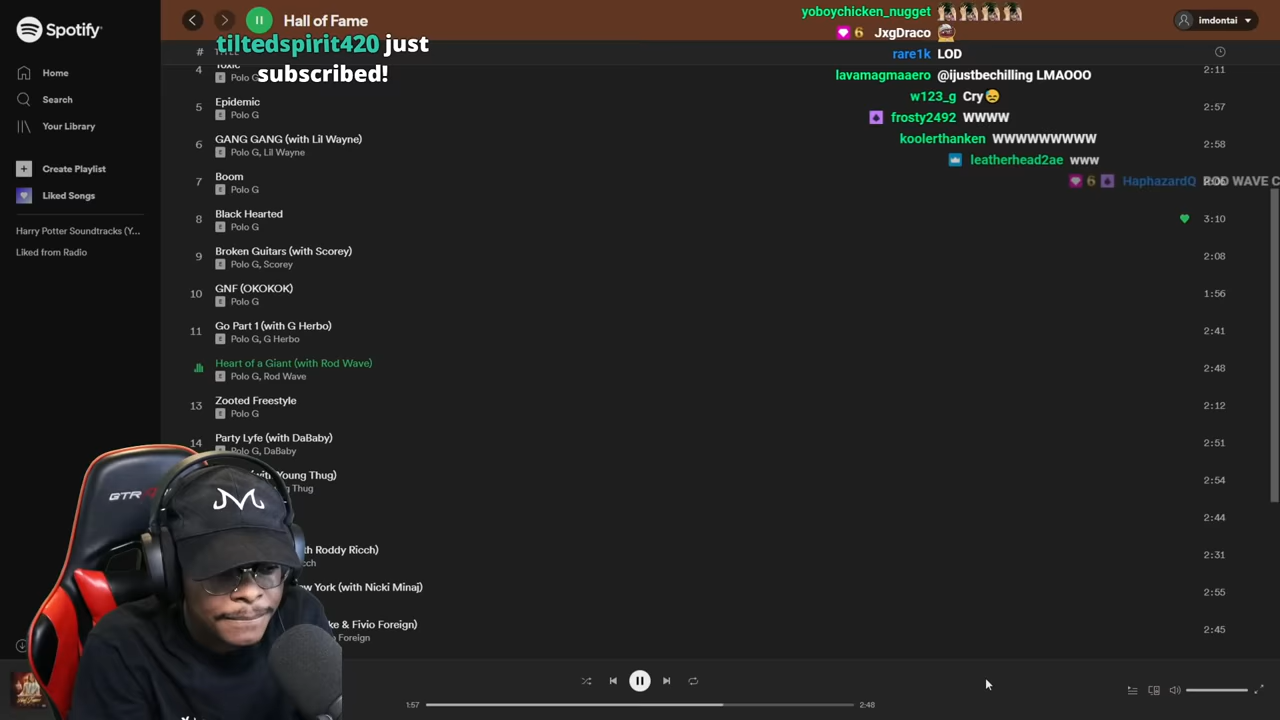 Spotify
Home
Search
Your Library
Create Playlist
Liked Songs
Harry Potter Soundtracks (Y...
Liked from Radio
Hall of Fame
imdontai
tiltedspirit420 just
subscribed!
yoboychicken_nugget
6 JxgDraco
rare1k LOD
lavamagmaaero @ijustbechilling LMAOOO
w123_g Cry
frosty2492 WWWW
koolerthanken WWWWWWWWW
leatherhead2ae www
6 HaphazardQ ROD WAVE C
#
4 Toxic 2:11
E Polo G
5 Epidemic 2:57
E Polo G
6 GANG GANG (with Lil Wayne) 2:58
E Polo G, Lil Wayne
7 Boom
E Polo G
8 Black Hearted 3:10
E Polo G
9 Broken Guitars (with Scorey) 2:08
E Polo G, Scorey
10 GNF (OKOKOK) 1:56
E Polo G
11 Go Part 1 (with G Herbo) 2:41
E Polo G, G Herbo
Heart of a Giant (with Rod Wave) 2:48
E Polo G, Rod Wave
13 Zooted Freestyle 2:12
E Polo G
14 Party Lyfe (with DaBaby) 2:51
Polo G, DaBaby
with Young Thug) 2:54
Thug
2:44
th Roddy Ricch) 2:31
cch
w York (with Nicki Minaj) 2:55
ke & Fivio Foreign) 2:45
o Foreign
GTR
1:57 2:48